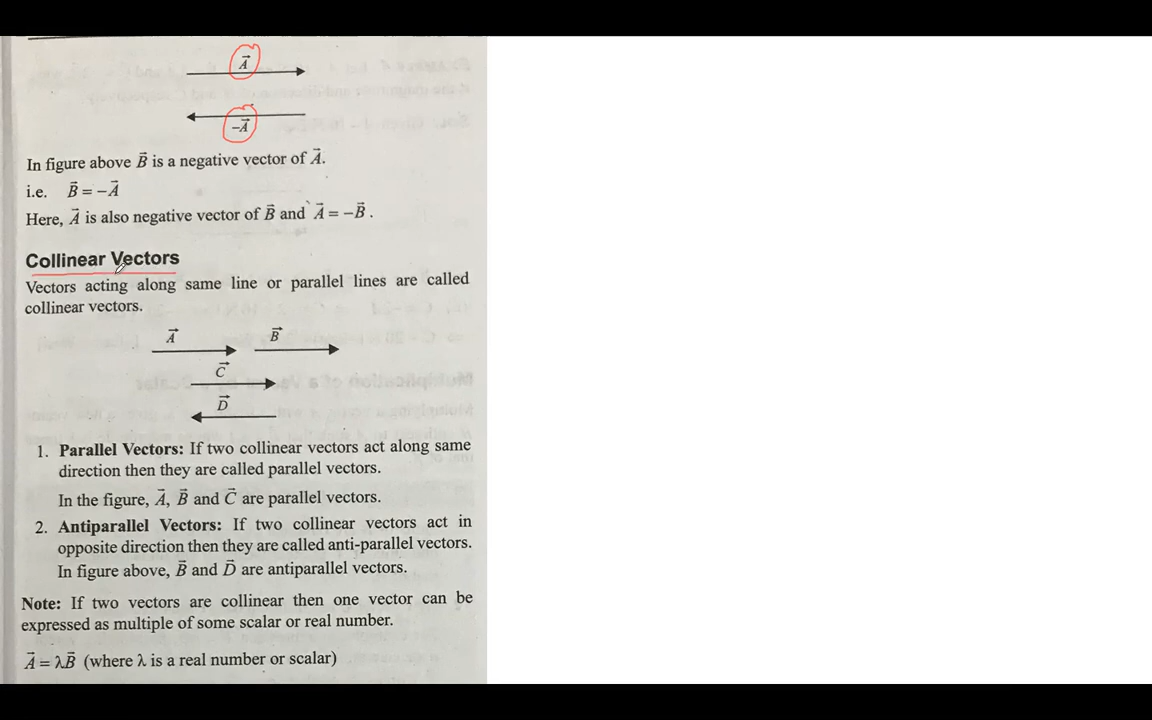 A⃗
−A⃗
In figure above B⃗ is a negative vector of A⃗.
i.e. B⃗ = −A⃗
Here, A⃗ is also negative vector of B⃗ and A⃗ = −B⃗.
Collinear Vectors
Vectors acting along same line or parallel lines are called
collinear vectors.
A⃗ B⃗
C⃗
D⃗
1. Parallel Vectors: If two collinear vectors act along same
direction then they are called parallel vectors.
In the figure, A⃗, B⃗ and C⃗ are parallel vectors.
2. Antiparallel Vectors: If two collinear vectors act in
opposite direction then they are called anti-parallel vectors.
In figure above, B⃗ and D⃗ are antiparallel vectors.
Note: If two vectors are collinear then one vector can be
expressed as multiple of some scalar or real number.
A⃗ = λB⃗ (where λ is a real number or scalar)